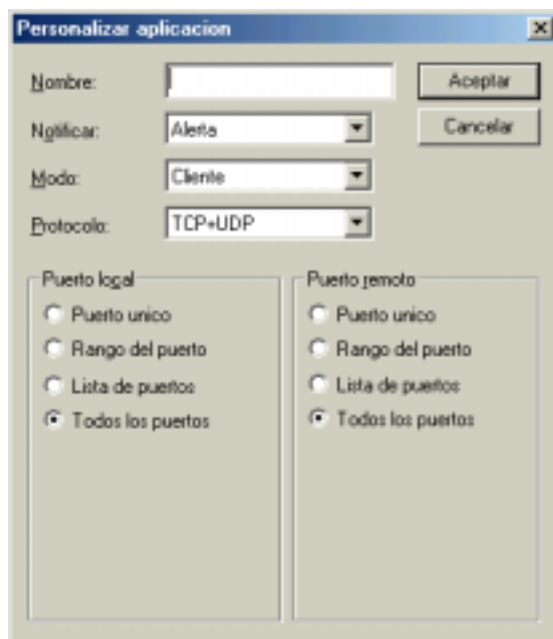 Personalizar aplicacion
Nombre:
Aceptar
Notificar: Alerta
Cancelar
Modo: Cliente
Protocolo: TCP+UDP
Puerto local
Puerto unico
Rango del puerto
Lista de puertos
Todos los puertos
Puerto remoto
Puerto unico
Rango del puerto
Lista de puertos
Todos los puertos